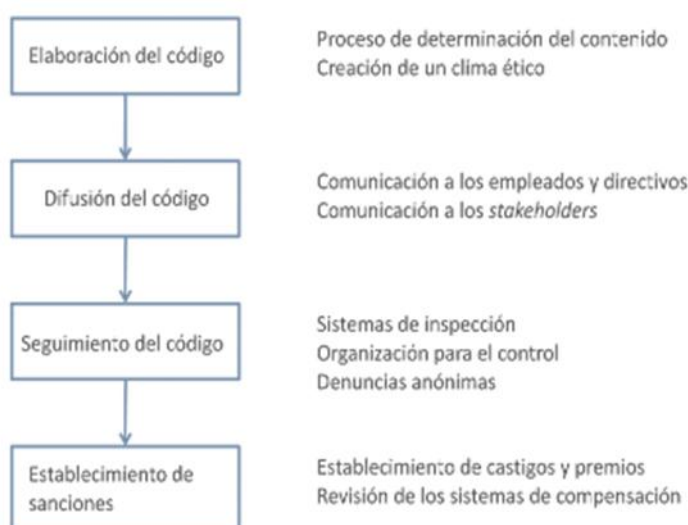 Elaboración del código
Proceso de determinación del contenido
Creación de un clima ético
Difusión del código
Comunicación a los empleados y directivos
Comunicación a los stakeholders
Seguimiento del código
Sistemas de inspección
Organización para el control
Denuncias anónimas
Establecimiento de
sanciones
Establecimiento de castigos y premios
Revisión de los sistemas de compensación